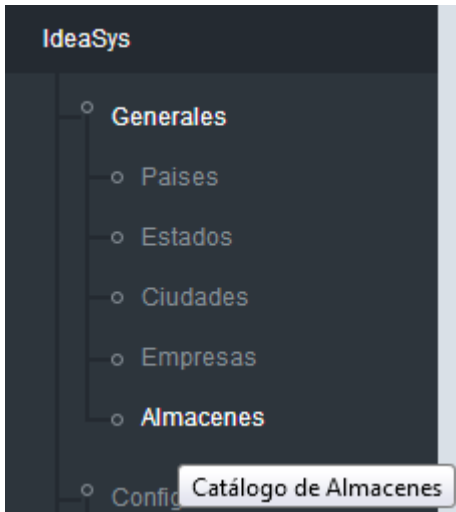 IdeaSys
Generales
Paises
Estados
Ciudades
Empresas
Almacenes
Config
Catálogo de Almacenes